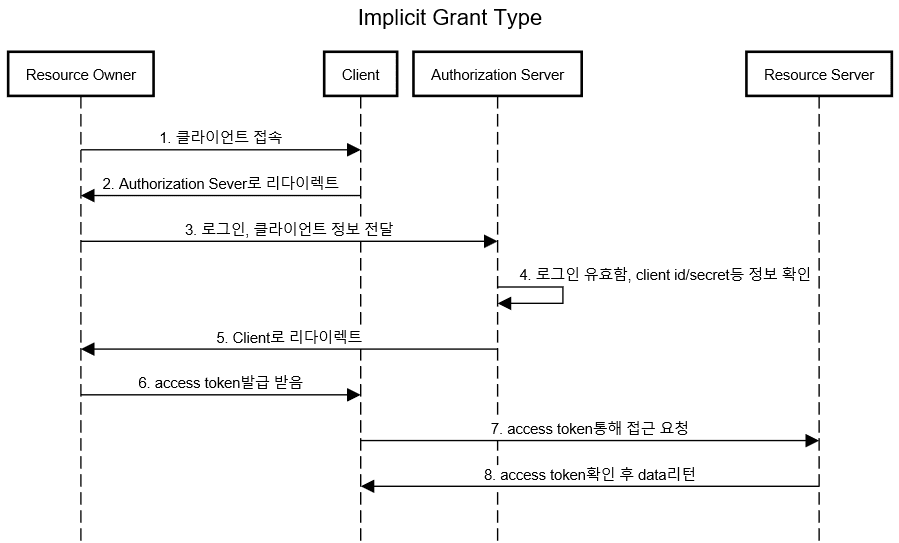 Implicit Grant Type
Resource Owner
Client
Authorization Server
Resource Server
1. 클라이언트 접속
2. Authorization Sever로 리다이렉트
3. 로그인, 클라이언트 정보 전달
4. 로그인 유효함, client id/secret등 정보 확인
5. Client로 리다이렉트
6. access token발급 받음
7. access token통해 접근 요청
8. access token확인 후 data리턴